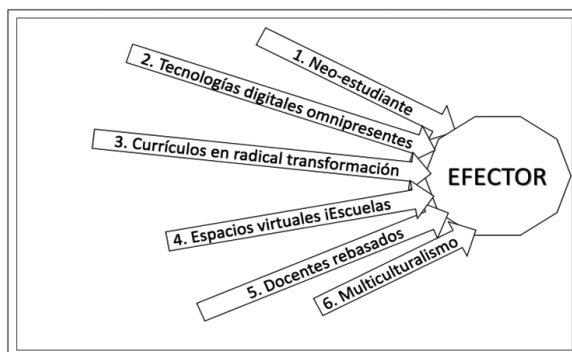 1. Neo-estudiante
2. Tecnologías digitales omnipresentes
3. Currículos en radical transformación
4. Espacios virtuales iEscuelas
5. Docentes rebasados
6. Multiculturalismo
EFECTOR